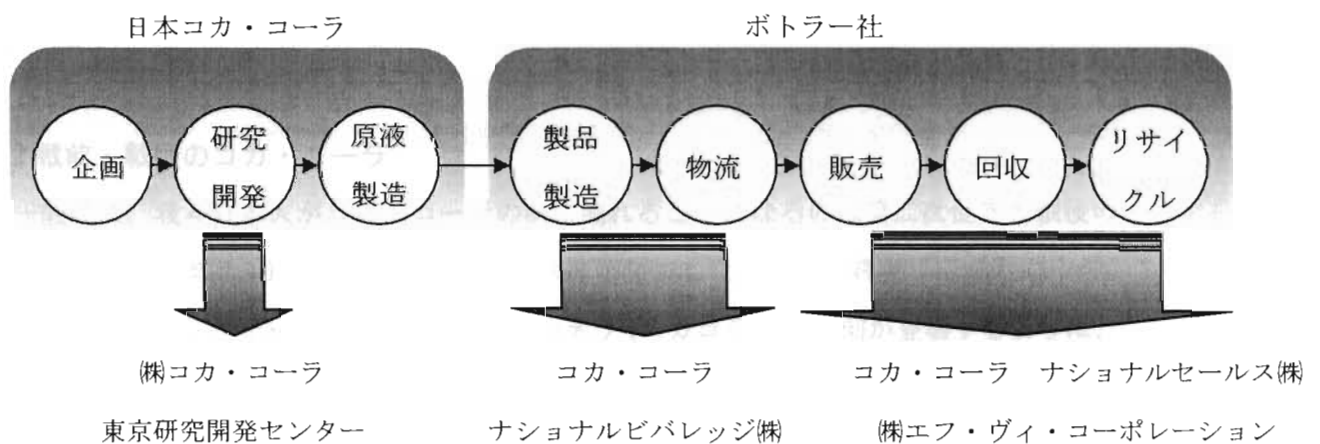 日本コカ・コーラ
ボトラー社
企画
研究
開発
原液
製造
製品
製造
物流
販売
回収
リサイ
クル
㈱コカ・コーラ
東京研究開発センター
コカ・コーラ
ナショナルビバレッジ㈱
コカ・コーラ　ナショナルセールス㈱
㈱エフ・ヴィ・コーポレーション